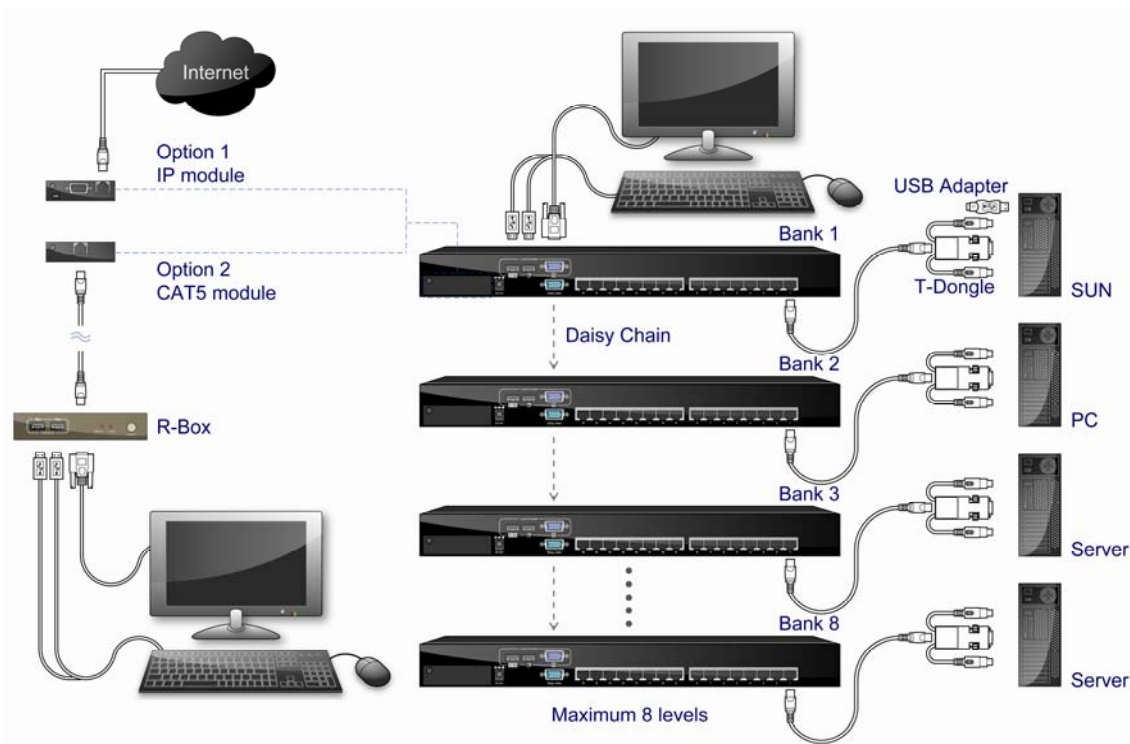 Internet
Option 1
IP module
Option 2
CAT5 module
R-Box
Bank 1
USB Adapter
T-Dongle
SUN
Daisy Chain
Bank 2
PC
Bank 3
Server
Bank 8
Server
Maximum 8 levels